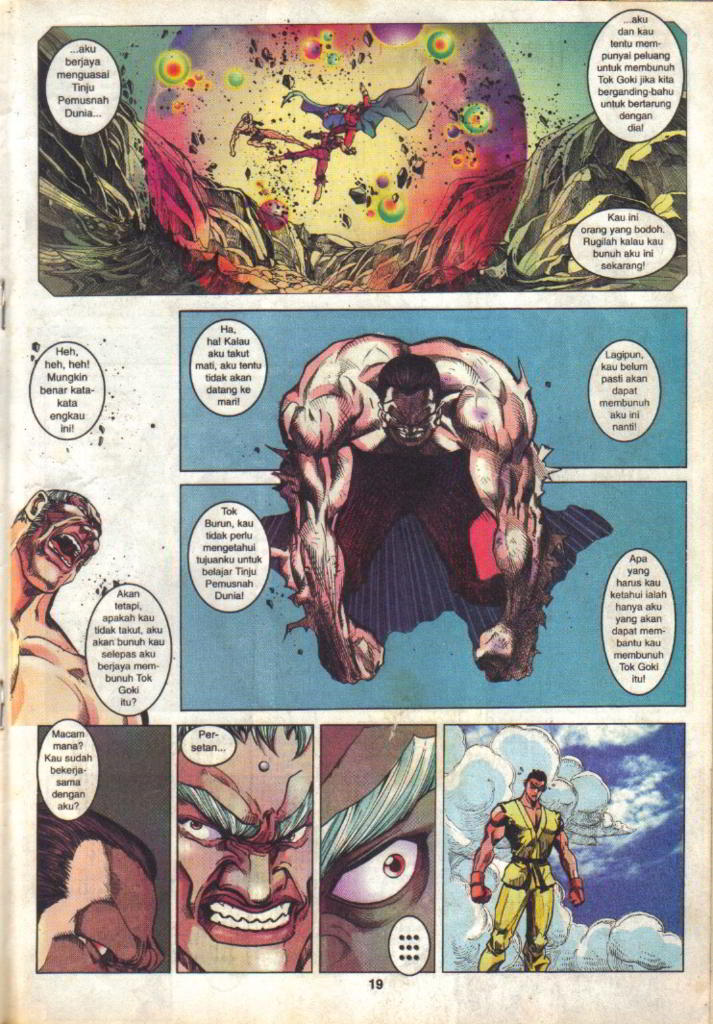 ...aku
berjaya
menguasai
Tinju
Pemusnah
Dunia...
...aku
dan kau
tentu mem-
punyai peluang
untuk membunuh
Tok Goki jika kita
berganding-bahu
untuk bertarung
dengan
dia!
Kau ini
orang yang bodoh.
Rugilah kalau kau
bunuh aku ini
sekarang!
Heh,
heh, heh!
Mungkin
benar kata-
kata
engkau
ini!
Akan
tetapi,
apakah kau
tidak takut, aku
akan bunuh kau
selepas aku
berjaya mem-
bunuh Tok
Goki
itu?
Ha,
ha! Kalau
aku takut
mati, aku tentu
tidak akan
datang ke
mari!
Lagipun,
kau belum
pasti akan
dapat
membunuh
aku ini
nanti!
Tok
Burun, kau
tidak perlu
mengetahui
tujuanku untuk
belajar Tinju
Pemusnah
Dunia!
Apa
yang
harus kau
ketahui ialah
hanya aku
yang akan
dapat mem-
bantu kau
membunuh
Tok Goki
itu!
Macam
mana?
Kau sudah
bekerja-
sama
dengan
aku?
Per-
setan...
19